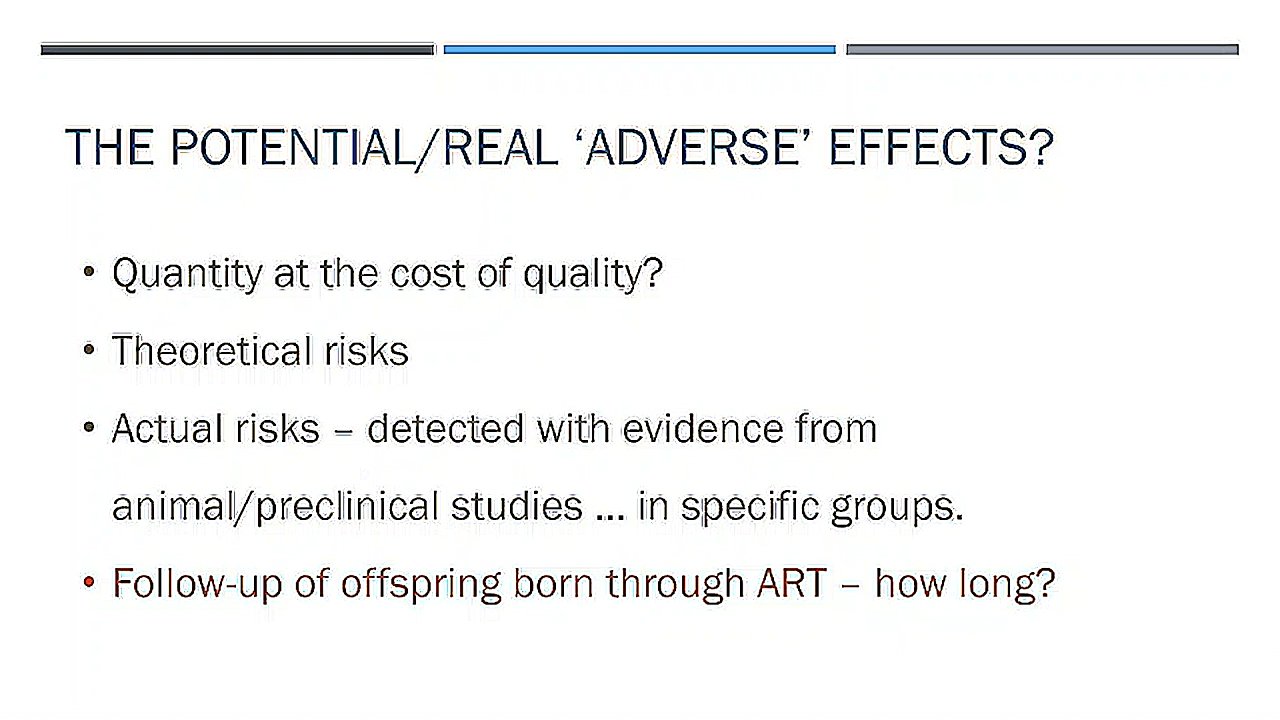 THE POTENTIAL/REAL ‘ADVERSE’ EFFECTS?
• Quantity at the cost of quality?
• Theoretical risks
• Actual risks – detected with evidence from
animal/preclinical studies ... in specific groups.
• Follow-up of offspring born through ART – how long?